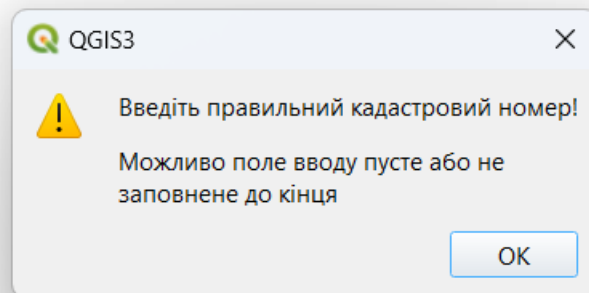 QGIS3
Введіть правильний кадастровий номер!
Можливо поле вводу пусте або не
заповнене до кінця
OK